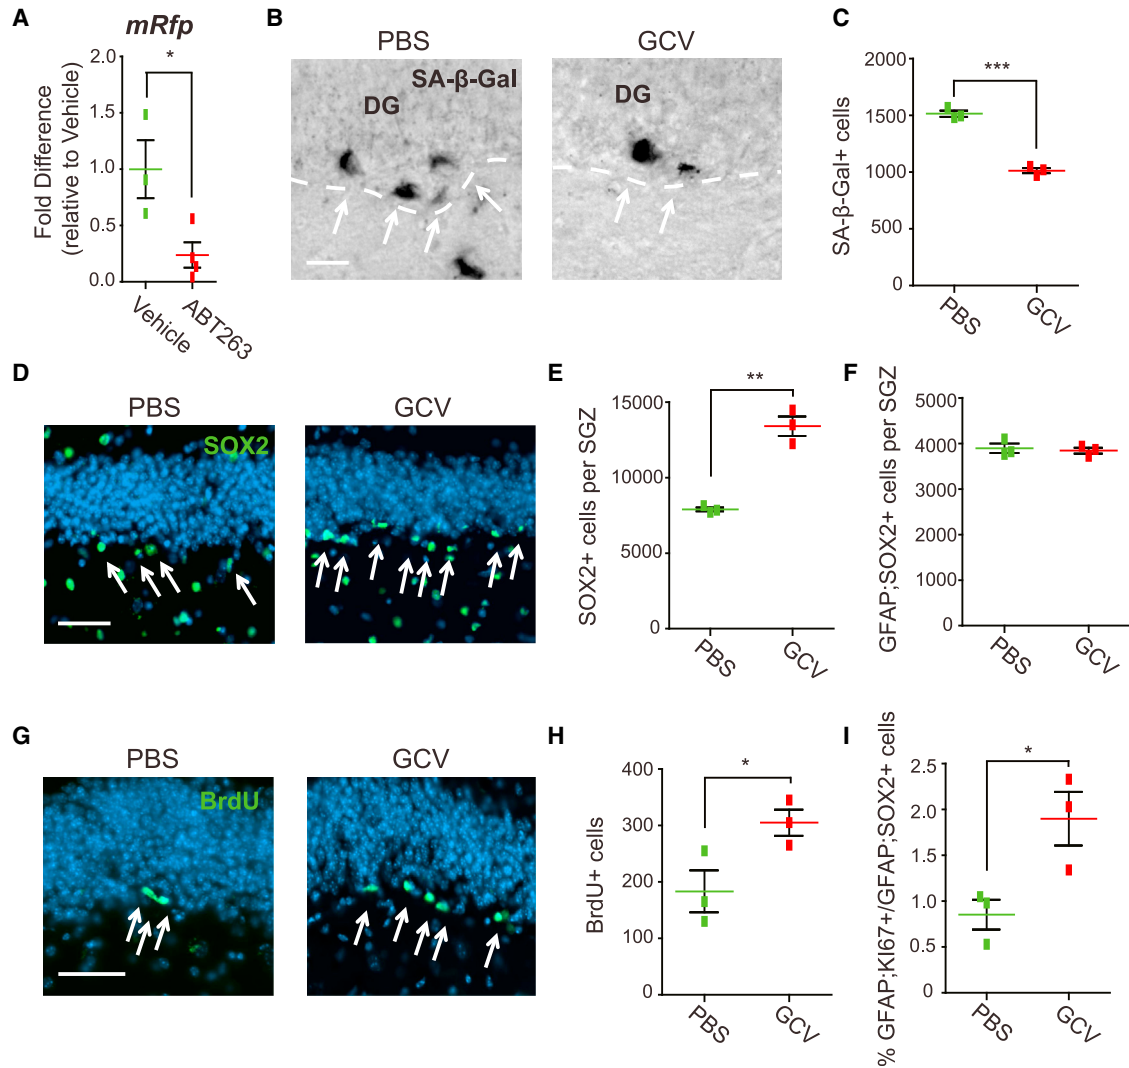 A
mRfp
*
2.0
1.5
1.0
0.5
0.0
Fold Difference
(relative to Vehicle)
Vehicle
ABT263
B
PBS
GCV
SA-β-Gal
DG
DG
C
***
2000
1500
1000
500
0
SA-β-Gal+ cells
PBS
GCV
D
PBS
GCV
SOX2
E
**
15000
10000
5000
0
SOX2+ cells per SGZ
PBS
GCV
F
5000
4000
3000
2000
1000
0
GFAP;SOX2+ cells per SGZ
PBS
GCV
G
PBS
GCV
BrdU
H
*
400
300
200
100
0
BrdU+ cells
PBS
GCV
I
*
2.5
2.0
1.5
1.0
0.5
0
% GFAP;KI67+/GFAP;SOX2+ cells
PBS
GCV